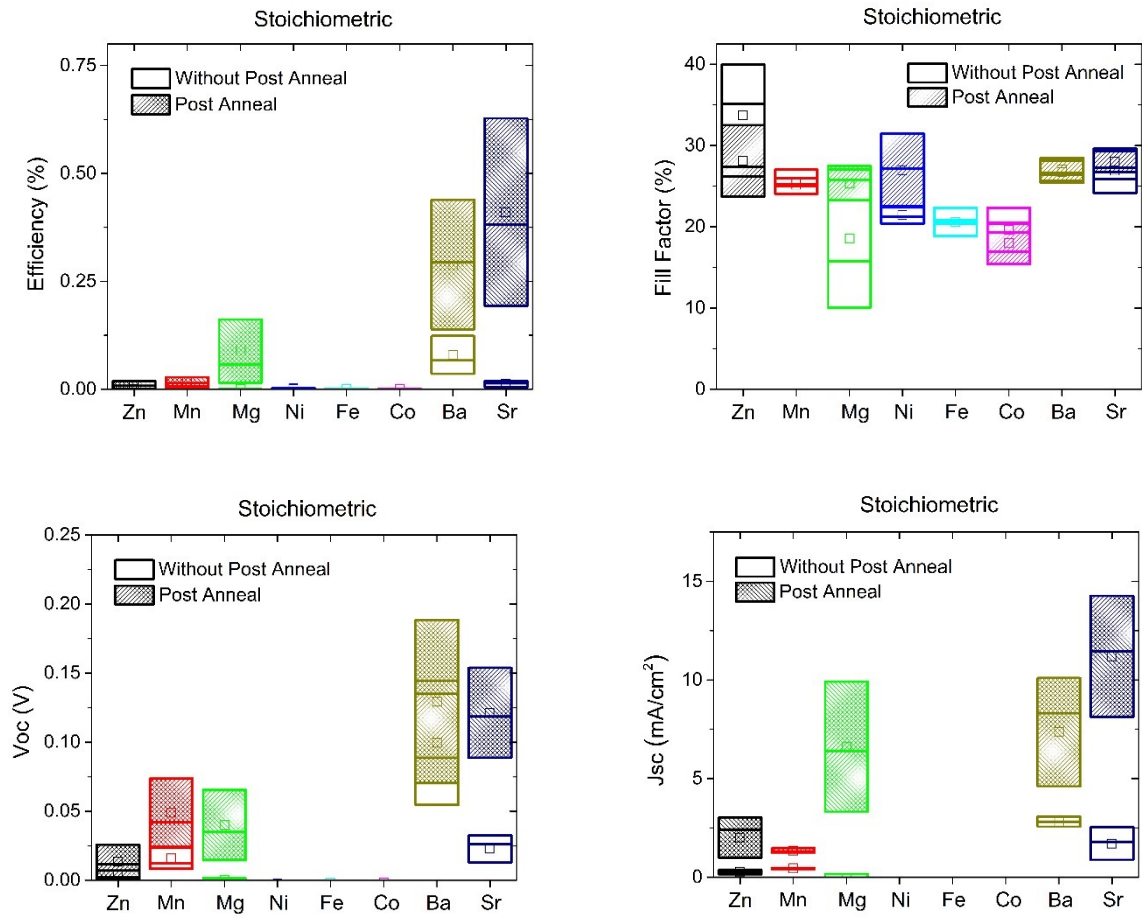 Stoichiometric
0.75
0.50
0.25
0.00
Efficiency (%)
Without Post Anneal
Post Anneal
Zn Mn Mg Ni Fe Co Ba Sr
Stoichiometric
40
30
20
10
0
Fill Factor (%)
Without Post Anneal
Post Anneal
Zn Mn Mg Ni Fe Co Ba Sr
Stoichiometric
0.25
0.20
0.15
0.10
0.05
0.00
Voc (V)
Without Post Anneal
Post Anneal
Zn Mn Mg Ni Fe Co Ba Sr
Stoichiometric
15
10
5
0
Jsc (mA/cm²)
Without Post Anneal
Post Anneal
Zn Mn Mg Ni Fe Co Ba Sr